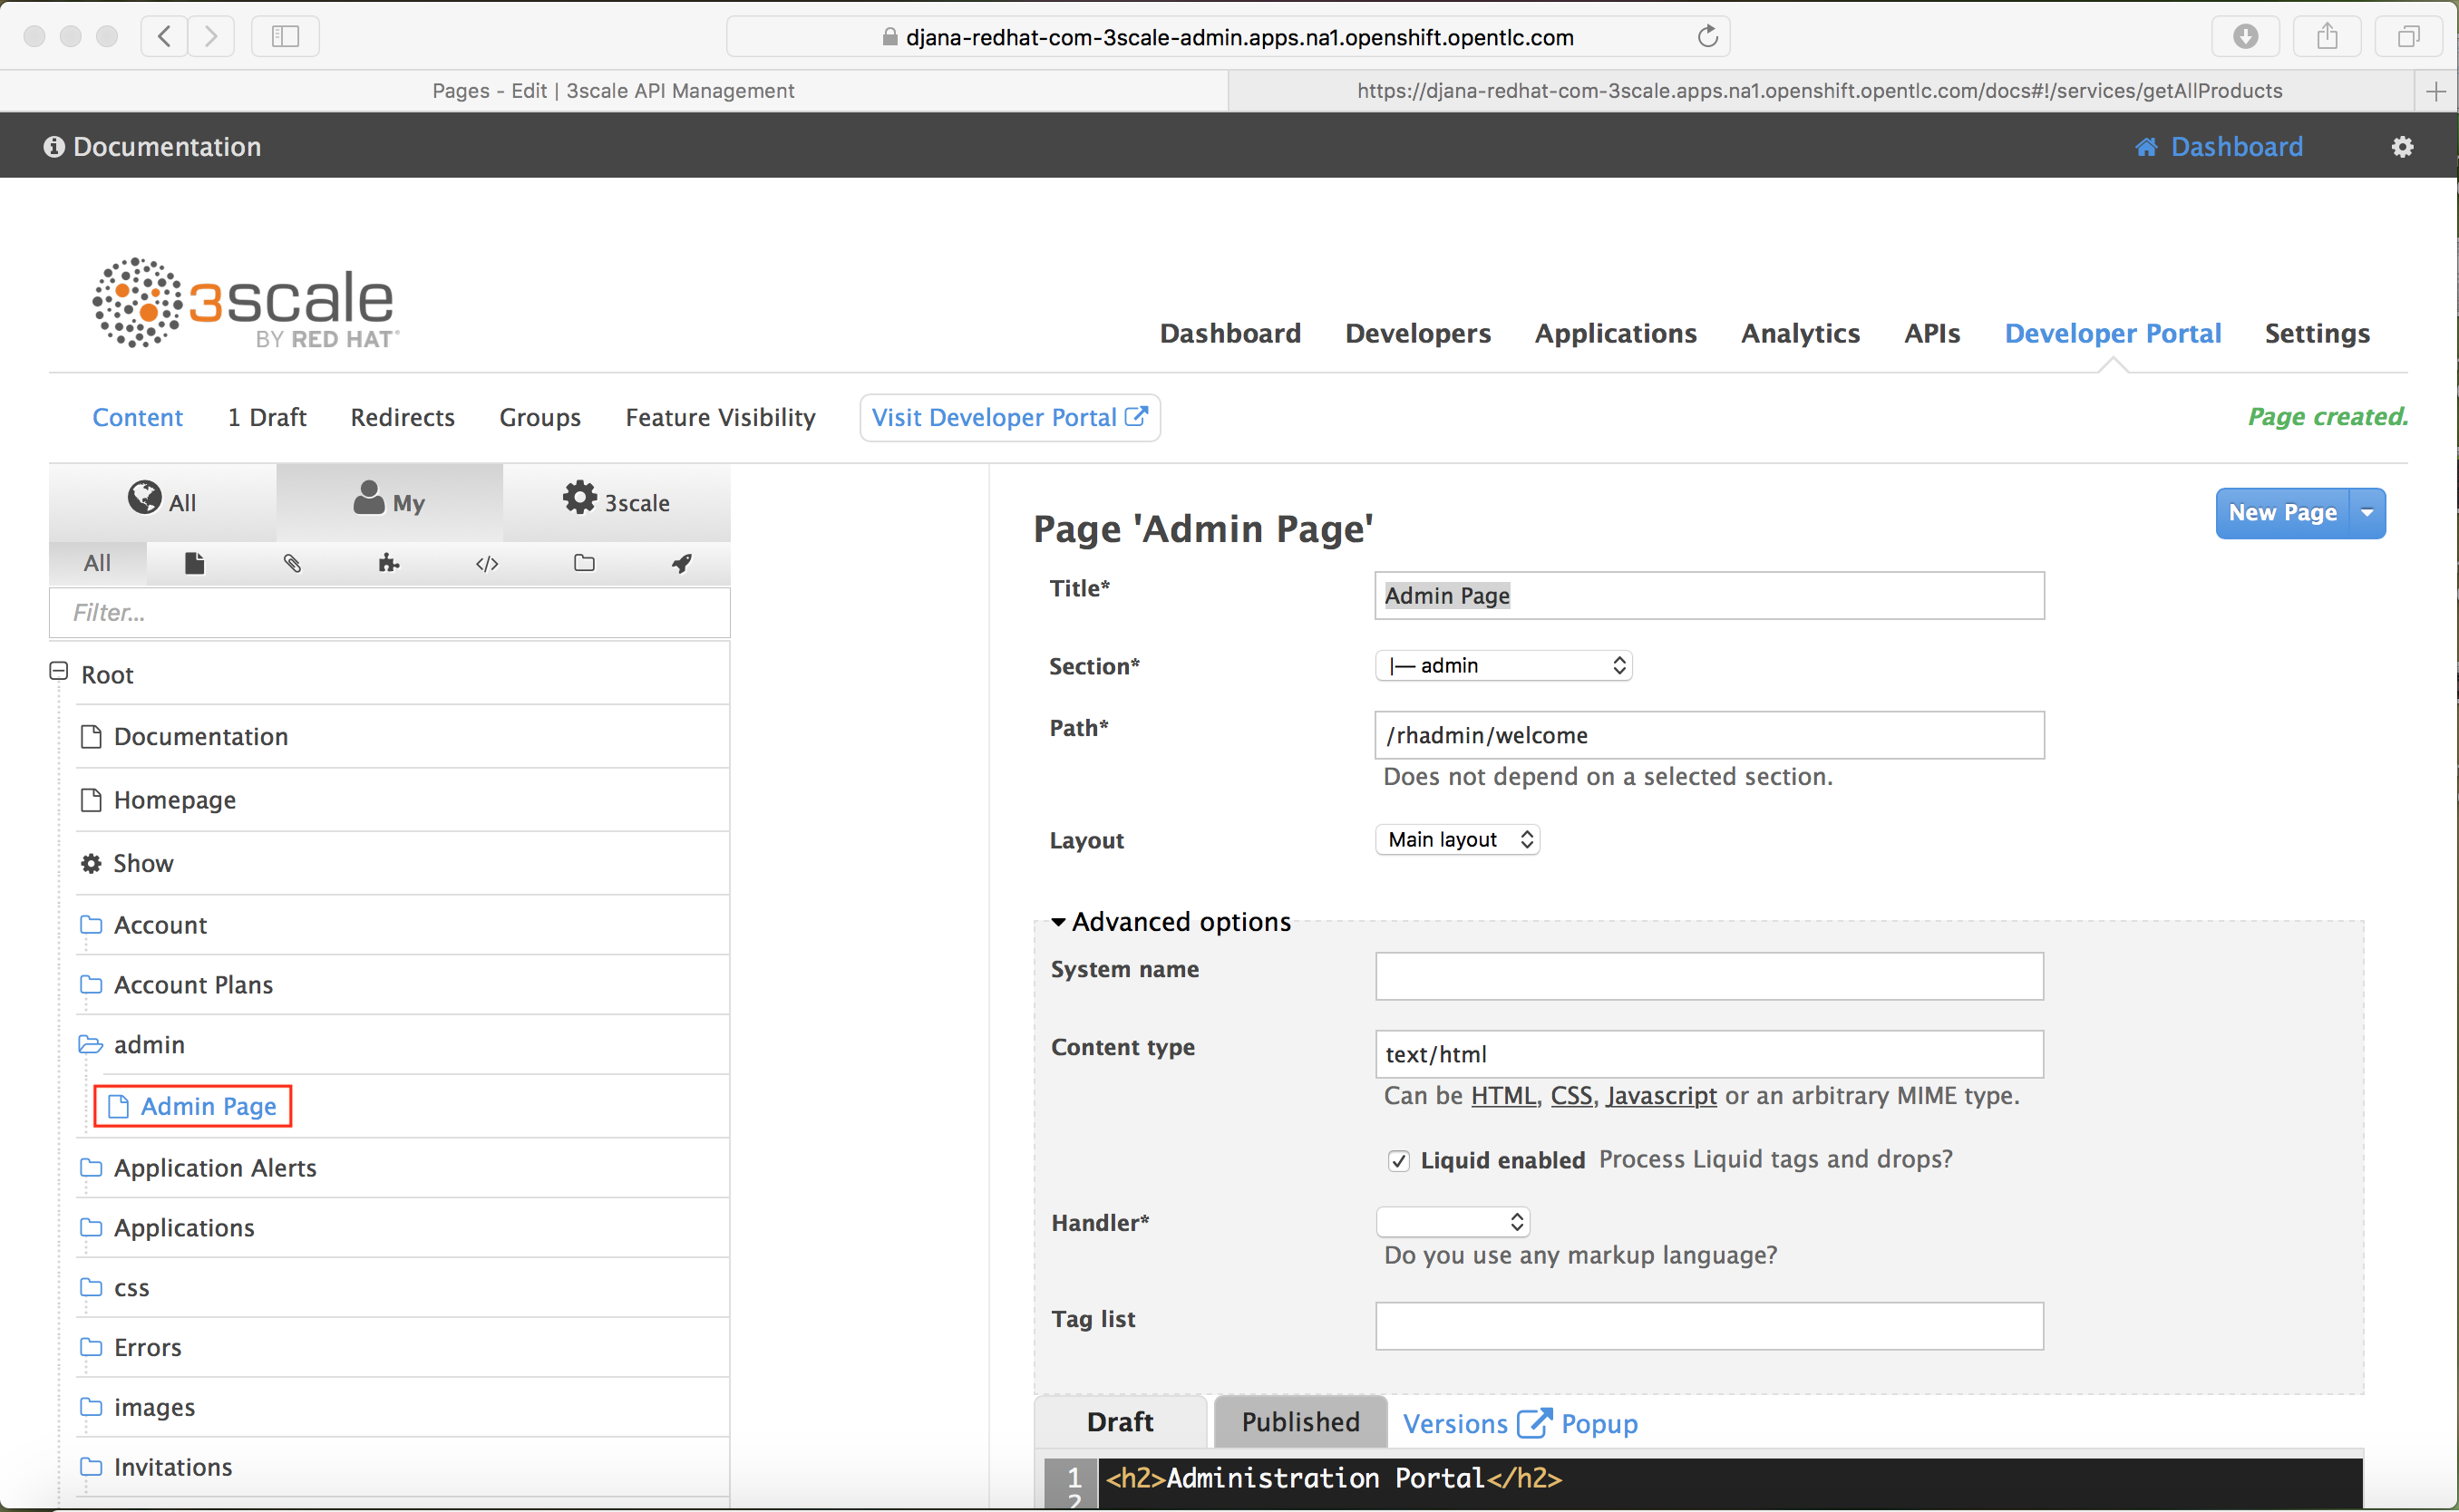 djana-redhat-com-3scale-admin.apps.na1.openshift.opentlc.com
Pages - Edit | 3scale API Management
https://djana-redhat-com-3scale.apps.na1.openshift.opentlc.com/docs#!/services/getAllProducts
Documentation
Dashboard
3scale
BY RED HAT®
Dashboard Developers Applications Analytics APIs Developer Portal Settings
Content 1 Draft Redirects Groups Feature Visibility Visit Developer Portal
Page created.
All My 3scale
All </>
Filter...
Root
Documentation
Homepage
Show
Account
Account Plans
admin
Admin Page
Application Alerts
Applications
css
Errors
images
Invitations
Page 'Admin Page'
New Page
Title* Admin Page
Section* |— admin
Path* /rhadmin/welcome
Does not depend on a selected section.
Layout Main layout
Advanced options
System name
Content type text/html
Can be HTML, CSS, Javascript or an arbitrary MIME type.
Liquid enabled Process Liquid tags and drops?
Handler*
Do you use any markup language?
Tag list
Draft Published Versions Popup
1 <h2>Administration Portal</h2>
2